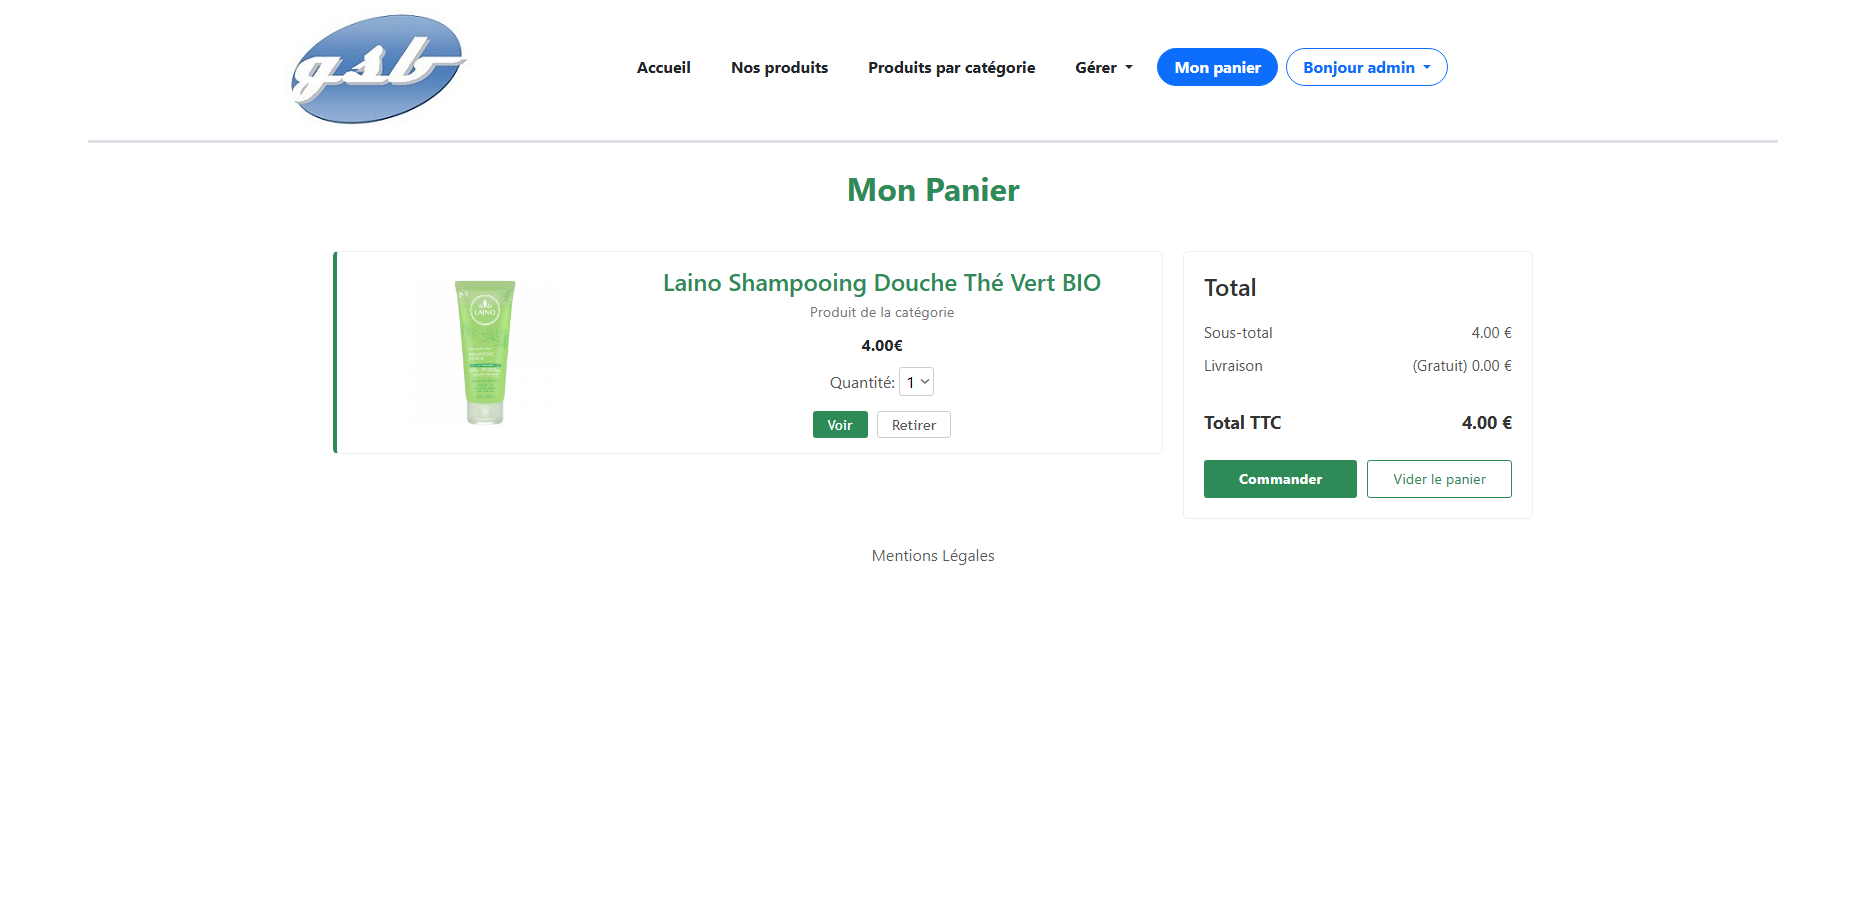 gsb
Accueil
Nos produits
Produits par catégorie
Gérer
Mon panier
Bonjour admin
Mon Panier
LAINO
Laino Shampooing Douche Thé Vert BIO
Produit de la catégorie
4.00€
Quantité: 1
Voir
Retirer
Total
Sous-total 4.00 €
Livraison (Gratuit) 0.00 €
Total TTC 4.00 €
Commander
Vider le panier
Mentions Légales